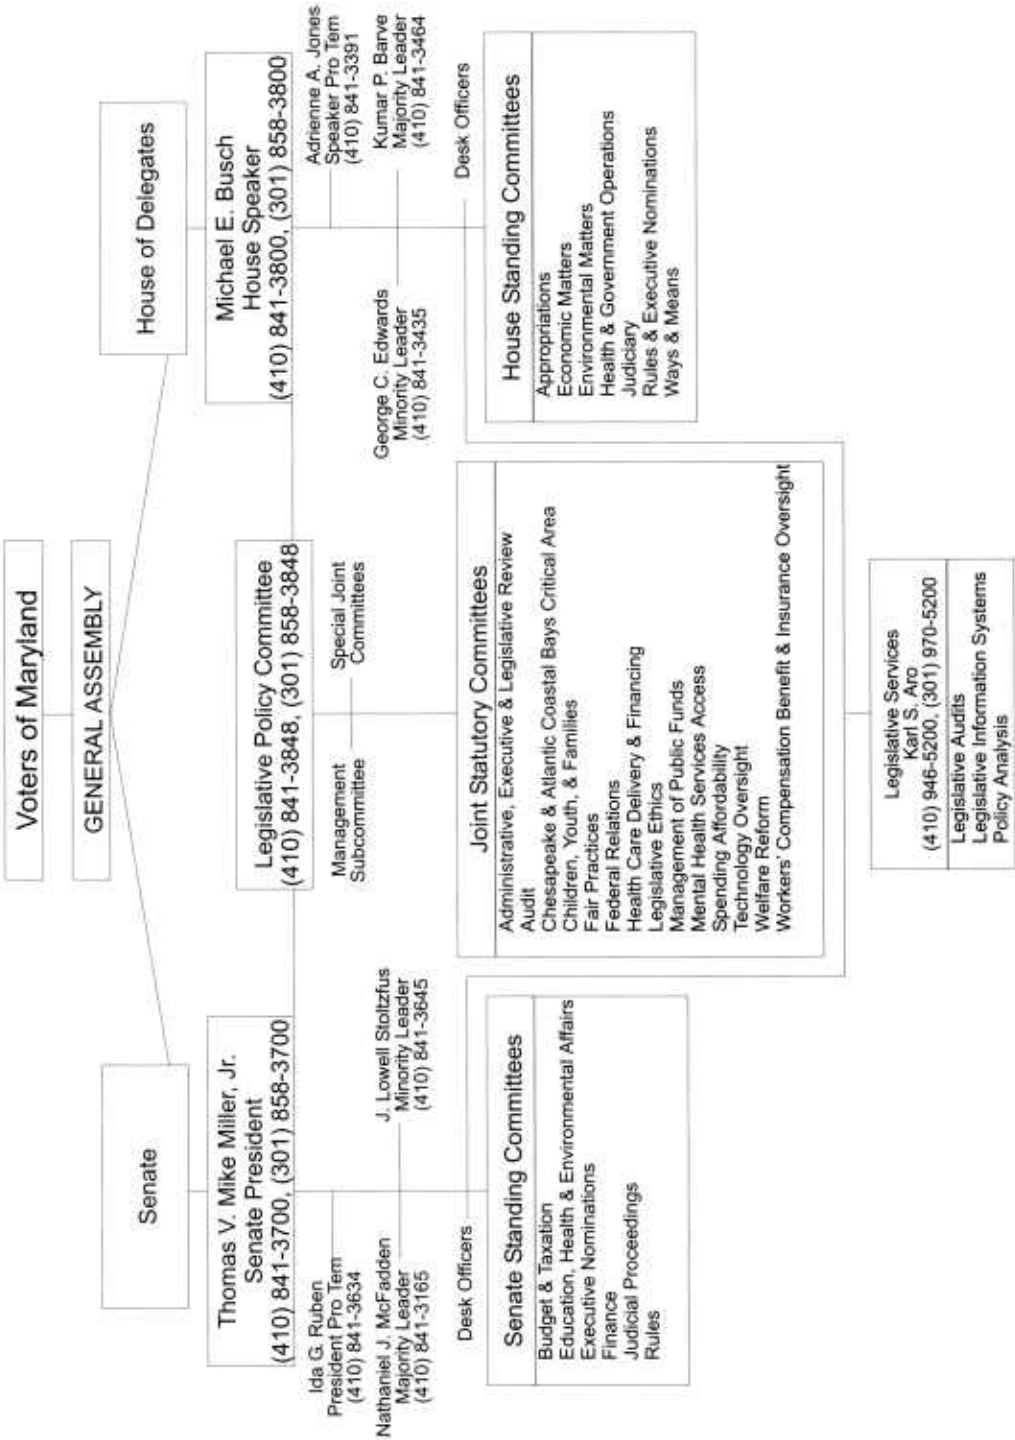 Voters of Maryland
GENERAL ASSEMBLY
Senate
House of Delegates
Thomas V. Mike Miller, Jr.
Senate President
(410) 841-3700, (301) 858-3700
Legislative Policy Committee
(410) 841-3848, (301) 858-3848
Michael E. Busch
House Speaker
(410) 841-3800, (301) 858-3800
Ida G. Ruben
President Pro Tem
(410) 841-3634
Nathaniel J. McFadden
Majority Leader
(410) 841-3165
J. Lowell Stoltzfus
Minority Leader
(410) 841-3645
Management
Subcommittee
Special Joint
Committees
Adrienne A. Jones
Speaker Pro Tem
(410) 841-3391
George C. Edwards
Minority Leader
(410) 841-3435
Kumar P. Barve
Majority Leader
(410) 841-3464
Desk Officers
Desk Officers
Senate Standing Committees
Budget & Taxation
Education, Health & Environmental Affairs
Executive Nominations
Finance
Judicial Proceedings
Rules
Joint Statutory Committees
Administrative, Executive & Legislative Review
Audit
Chesapeake & Atlantic Coastal Bays Critical Area
Children, Youth, & Families
Fair Practices
Federal Relations
Health Care Delivery & Financing
Legislative Ethics
Management of Public Funds
Mental Health Services Access
Spending Affordability
Technology Oversight
Welfare Reform
Workers' Compensation Benefit & Insurance Oversight
House Standing Committees
Appropriations
Economic Matters
Environmental Matters
Health & Government Operations
Judiciary
Rules & Executive Nominations
Ways & Means
Legislative Services
Karl S. Aro
(410) 946-5200, (301) 970-5200
Legislative Audits
Legislative Information Systems
Policy Analysis